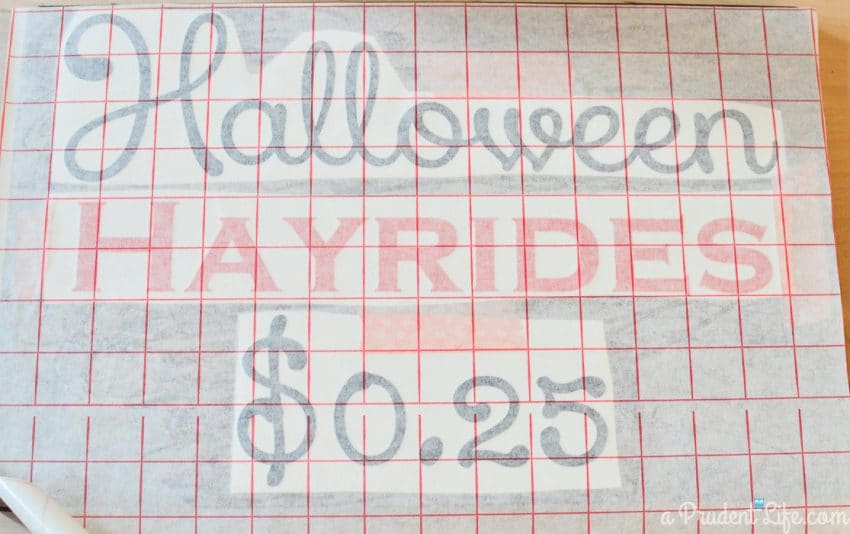 Halloween
HAYRIDES
$0.25
a Prudent Life.com